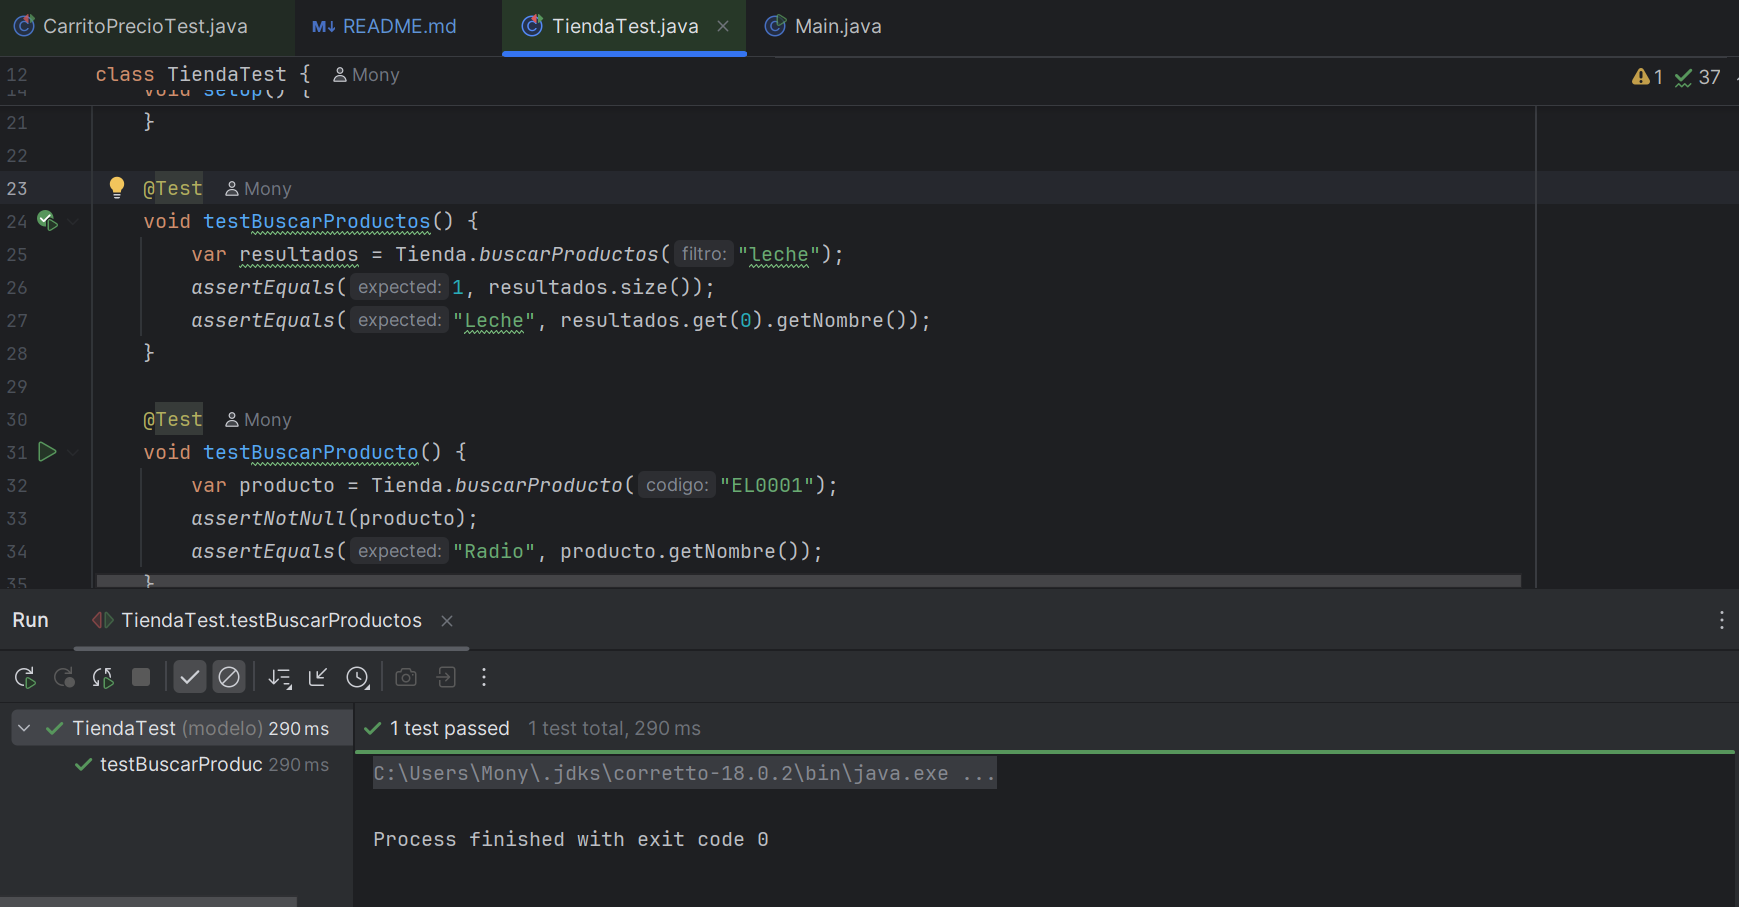 CarritoPrecioTest.java README.md TiendaTest.java Main.java
12 class TiendaTest { Mony 1 37
14 void setup() {
21 }
22
23 @Test Mony
24 void testBuscarProductos() {
25 var resultados = Tienda.buscarProductos( filtro: "leche");
26 assertEquals( expected: 1, resultados.size());
27 assertEquals( expected: "Leche", resultados.get(0).getNombre());
28 }
29
30 @Test Mony
31 void testBuscarProducto() {
32 var producto = Tienda.buscarProducto( codigo: "EL0001");
33 assertNotNull(producto);
34 assertEquals( expected: "Radio", producto.getNombre());
35 }
Run TiendaTest.testBuscarProductos
TiendaTest (modelo) 290 ms 1 test passed 1 test total, 290 ms
testBuscarProduc 290 ms
C:\Users\Mony\.jdks\corretto-18.0.2\bin\java.exe ...
Process finished with exit code 0